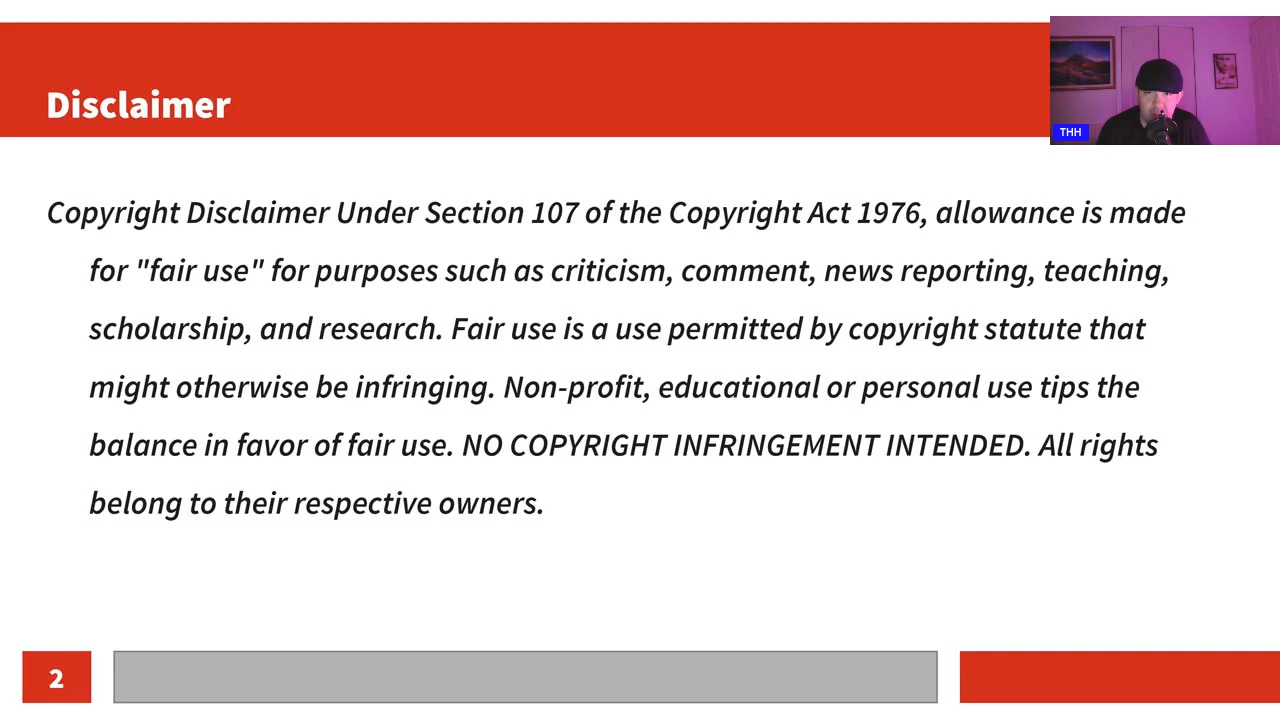 Disclaimer
THH
Copyright Disclaimer Under Section 107 of the Copyright Act 1976, allowance is made
for "fair use" for purposes such as criticism, comment, news reporting, teaching,
scholarship, and research. Fair use is a use permitted by copyright statute that
might otherwise be infringing. Non-profit, educational or personal use tips the
balance in favor of fair use. NO COPYRIGHT INFRINGEMENT INTENDED. All rights
belong to their respective owners.
2